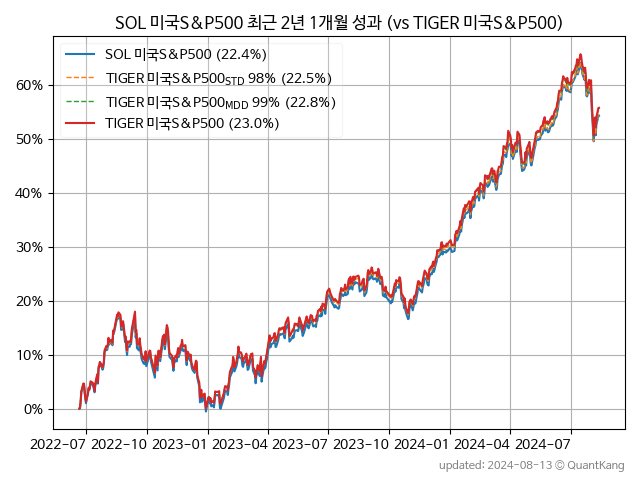 SOL 미국S&P500 최근 2년 1개월 성과 (vs TIGER 미국S&P500)
SOL 미국S&P500 (22.4%)
TIGER 미국S&P500STD 98% (22.5%)
TIGER 미국S&P500MDD 99% (22.8%)
TIGER 미국S&P500 (23.0%)
60%
50%
40%
30%
20%
10%
0%
2022-07 2022-10 2023-01 2023-04 2023-07 2023-10 2024-01 2024-04 2024-07
updated: 2024-08-13 © QuantKang